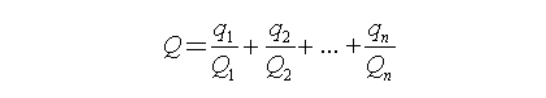 Q = q₁/Q₁ + q₂/Q₂ + ... + qₙ/Qₙ